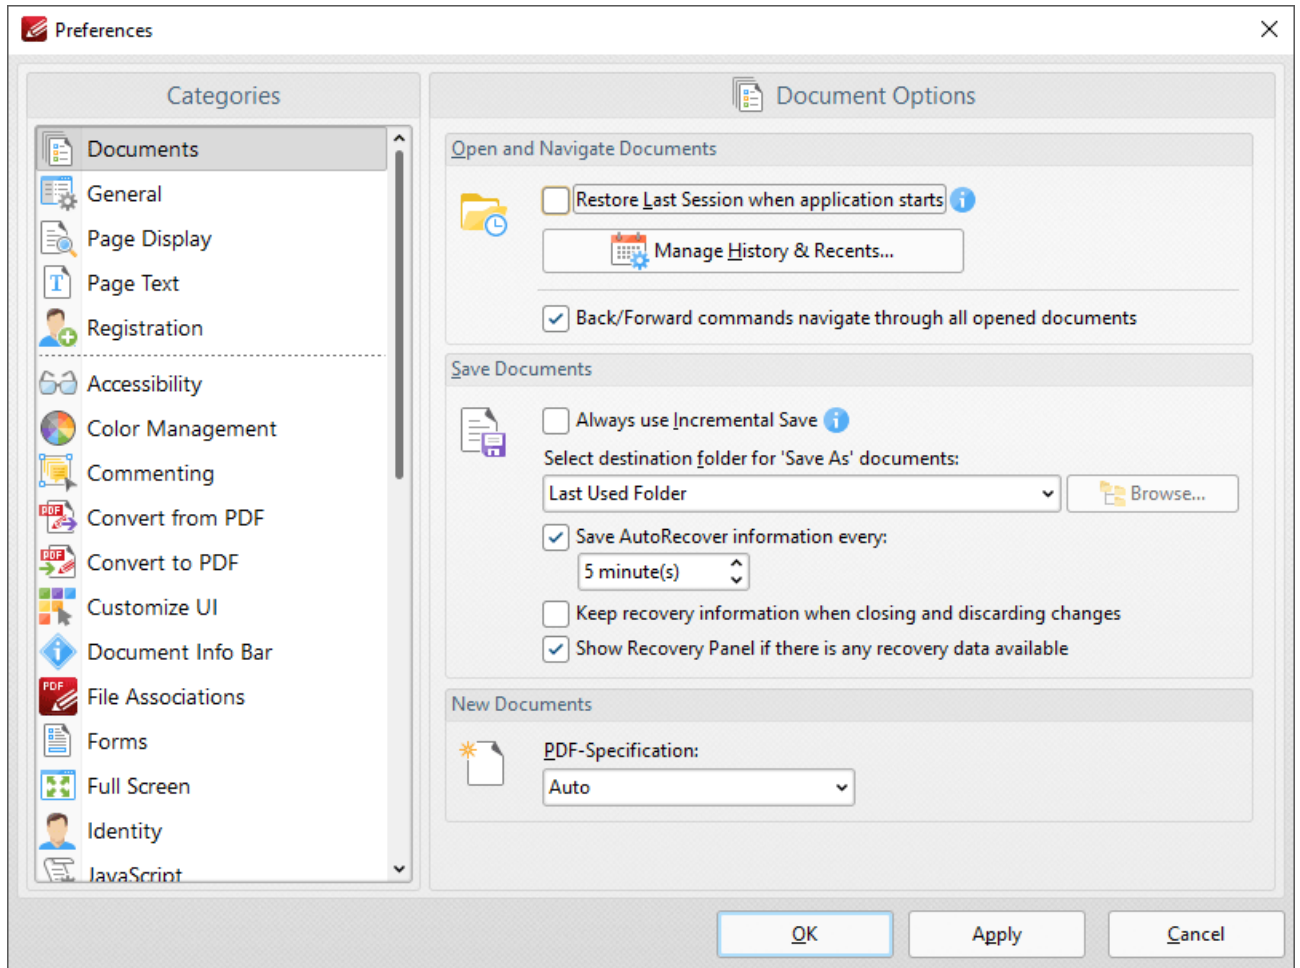 Preferences
Categories
Documents
General
Page Display
Page Text
Registration
Accessibility
Color Management
Commenting
Convert from PDF
Convert to PDF
Customize UI
Document Info Bar
File Associations
Forms
Full Screen
Identity
JavaScript
Document Options
Open and Navigate Documents
Restore Last Session when application starts
Manage History & Recents...
Back/Forward commands navigate through all opened documents
Save Documents
Always use Incremental Save
Select destination folder for 'Save As' documents:
Last Used Folder
Browse...
Save AutoRecover information every:
5 minute(s)
Keep recovery information when closing and discarding changes
Show Recovery Panel if there is any recovery data available
New Documents
PDF-Specification:
Auto
OK
Apply
Cancel